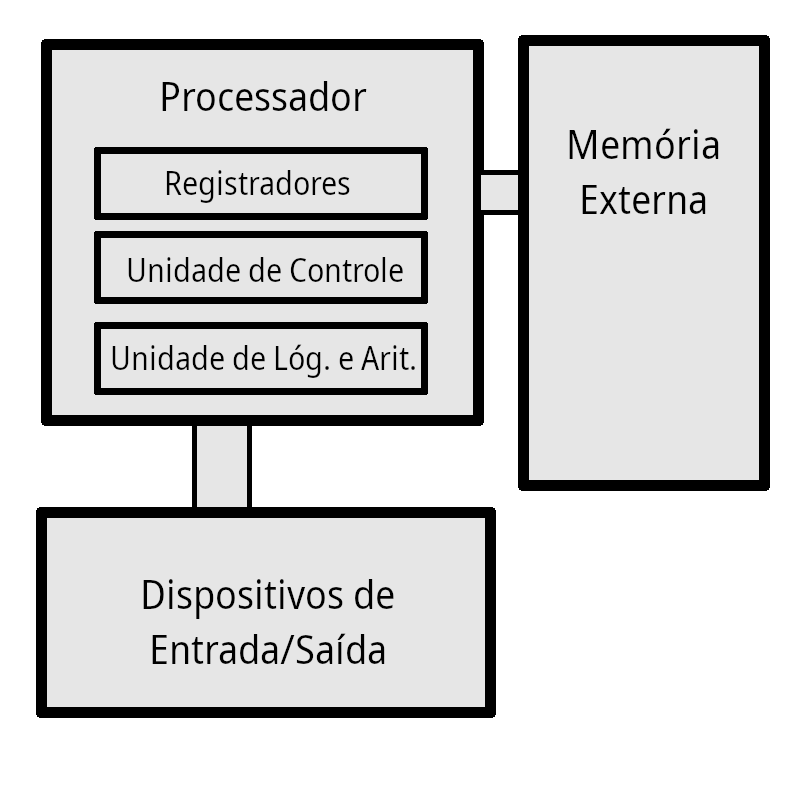 Processador
Registradores
Unidade de Controle
Unidade de Lóg. e Arit.
Memória
Externa
Dispositivos de
Entrada/Saída